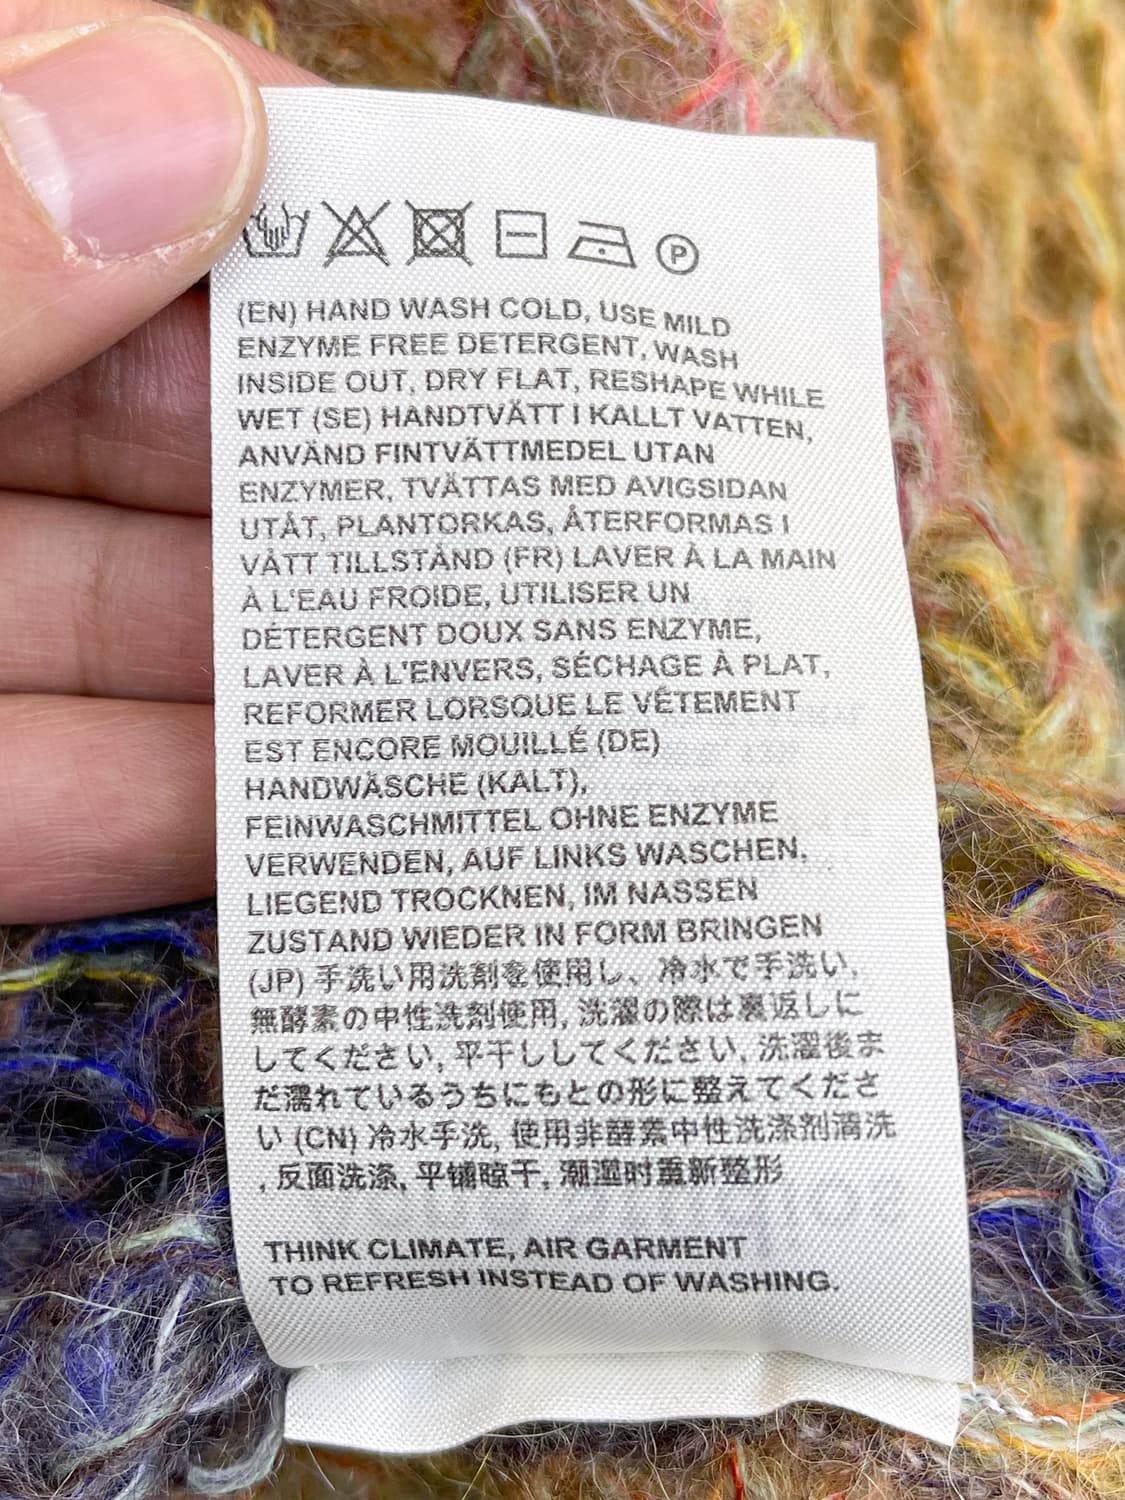 P
(EN) HAND WASH COLD, USE MILD
ENZYME FREE DETERGENT, WASH
INSIDE OUT, DRY FLAT, RESHAPE WHILE
WET (SE) HANDTVÄTT I KALLT VATTEN,
ANVÄND FINTVÄTTMEDEL UTAN
ENZYMER, TVÄTTAS MED AVIGSIDAN
UTÅT, PLANTORKAS, ÅTERFORMAS I
VÅTT TILLSTÅND (FR) LAVER À LA MAIN
À L'EAU FROIDE, UTILISER UN
DÉTERGENT DOUX SANS ENZYME,
LAVER À L'ENVERS, SÉCHAGE À PLAT,
REFORMER LORSQUE LE VÊTEMENT
EST ENCORE MOUILLÉ (DE)
HANDWÄSCHE (KALT),
FEINWASCHMITTEL OHNE ENZYME
VERWENDEN, AUF LINKS WASCHEN,
LIEGEND TROCKNEN, IM NASSEN
ZUSTAND WIEDER IN FORM BRINGEN
(JP) 手洗い用洗剤を使用し、冷水で手洗い,
無酵素の中性洗剤使用, 洗濯の際は裏返しに
してください, 平干ししてください, 洗濯後ま
だ濡れているうちにもとの形に整えてくださ
い (CN) 冷水手洗, 使用非酵素中性洗涤剂清洗
, 反面洗涤, 平铺晾干, 潮湿时重新整形
THINK CLIMATE, AIR GARMENT
TO REFRESH INSTEAD OF WASHING.